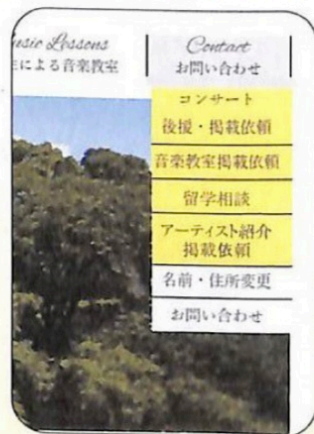 usic Lessons
による音楽教室
Contact
お問い合わせ
コンサート
後援・掲載依頼
音楽教室掲載依頼
留学相談
アーティスト紹介
掲載依頼
名前・住所変更
お問い合わせ